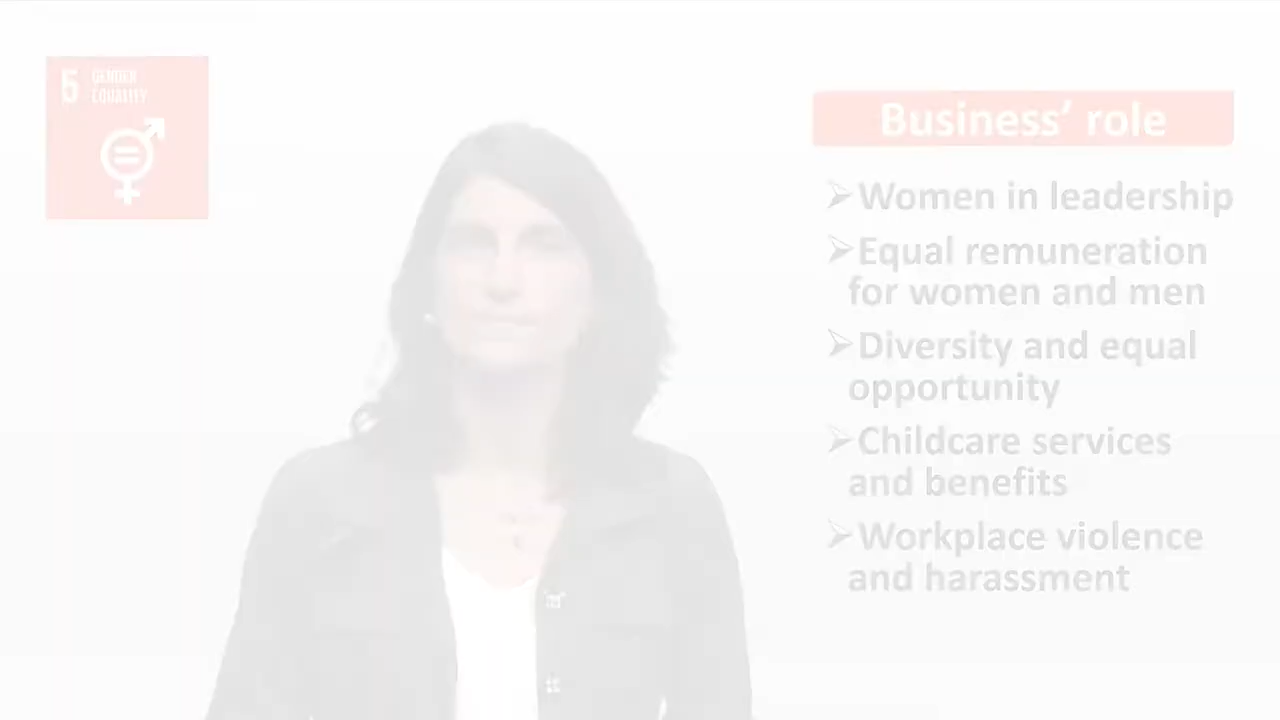 5 GENDER
EQUALITY
Business’ role
➢Women in leadership
➢Equal remuneration
for women and men
➢Diversity and equal
opportunity
➢Childcare services
and benefits
➢Workplace violence
and harassment